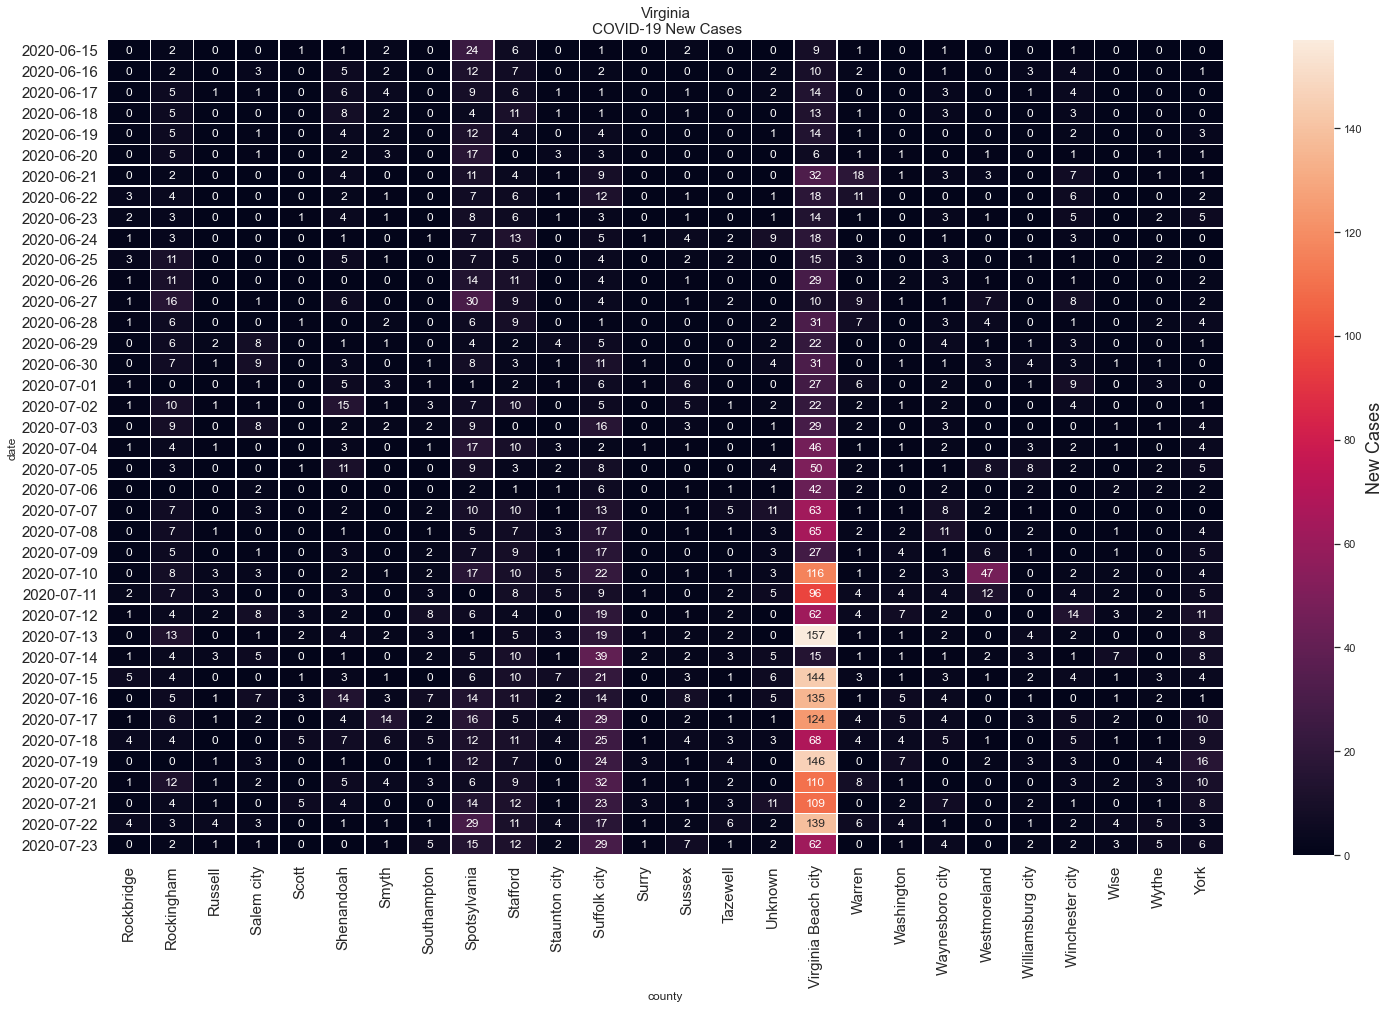 Virginia
COVID-19 New Cases
2020-06-15 0 2 0 0 1 1 2 0 24 6 0 1 0 2 0 0 9 1 0 1 0 0 1 0 0 0
2020-06-16 0 2 0 3 0 5 2 0 12 7 0 2 0 0 0 2 10 2 0 1 0 3 4 0 0 1
2020-06-17 0 5 1 1 0 6 4 0 9 6 1 1 0 1 0 2 14 0 0 3 0 1 4 0 0 0
2020-06-18 0 5 0 0 0 8 2 0 4 11 1 1 0 1 0 0 13 1 0 3 0 0 3 0 0 0
2020-06-19 0 5 0 1 0 4 2 0 12 4 0 4 0 0 0 1 14 1 0 0 0 0 2 0 0 3
2020-06-20 0 5 0 1 0 2 3 0 17 0 3 3 0 0 0 0 6 1 1 0 1 0 1 0 1 1
2020-06-21 0 2 0 0 0 4 0 0 11 4 1 9 0 0 0 0 32 18 1 3 3 0 7 0 1 1
2020-06-22 3 4 0 0 0 2 1 0 7 6 1 12 0 1 0 1 18 11 0 0 0 0 6 0 0 2
2020-06-23 2 3 0 0 1 4 1 0 8 6 1 3 0 1 0 1 14 1 0 3 1 0 5 0 2 5
2020-06-24 1 3 0 0 0 1 0 1 7 13 0 5 1 4 2 9 18 0 0 1 0 0 3 0 0 0
2020-06-25 3 11 0 0 0 5 1 0 7 5 0 4 0 2 2 0 15 3 0 3 0 1 1 0 2 0
2020-06-26 1 11 0 0 0 0 0 0 14 11 0 4 0 1 0 0 29 0 2 3 1 0 1 0 0 2
2020-06-27 1 16 0 1 0 6 0 0 30 9 0 4 0 1 2 0 10 9 1 1 7 0 8 0 0 2
2020-06-28 1 6 0 0 1 0 2 0 6 9 0 1 0 0 0 2 31 7 0 3 4 0 1 0 2 4
2020-06-29 0 6 2 8 0 1 1 0 4 2 4 5 0 0 0 2 22 0 0 4 1 1 3 0 0 1
2020-06-30 0 7 1 9 0 3 0 1 8 3 1 11 1 0 0 4 31 0 1 1 3 4 3 1 1 0
2020-07-01 1 0 0 1 0 5 3 1 1 2 1 6 1 6 0 0 27 6 0 2 0 1 9 0 3 0
2020-07-02 1 10 1 1 0 15 1 3 7 10 0 5 0 5 1 2 22 2 1 2 0 0 4 0 0 1
2020-07-03 0 9 0 8 0 2 2 2 9 0 0 16 0 3 0 1 29 2 0 3 0 0 0 1 1 4
2020-07-04 1 4 1 0 0 3 0 1 17 10 3 2 1 1 0 1 46 1 1 2 0 3 2 1 0 4
2020-07-05 0 3 0 0 1 11 0 0 9 3 2 8 0 0 0 4 50 2 1 1 8 8 2 0 2 5
2020-07-06 0 0 0 2 0 0 0 0 2 1 1 6 0 1 1 1 42 2 0 2 0 2 0 2 2 2
2020-07-07 0 7 0 3 0 2 0 2 10 10 1 13 0 1 5 11 63 1 1 8 2 1 0 0 0 0
2020-07-08 0 7 1 0 0 1 0 1 5 7 3 17 0 1 1 3 65 2 2 11 0 2 0 1 0 4
2020-07-09 0 5 0 1 0 3 0 2 7 9 1 17 0 0 0 3 27 1 4 1 6 1 0 1 0 5
2020-07-10 0 8 3 3 0 2 1 2 17 10 5 22 0 1 1 3 116 1 2 3 47 0 2 2 0 4
2020-07-11 2 7 3 0 0 3 0 3 0 8 5 9 1 0 2 5 96 4 4 4 12 0 4 2 0 5
2020-07-12 1 4 2 8 3 2 0 8 6 4 0 19 0 1 2 0 62 4 7 2 0 0 14 3 2 11
2020-07-13 0 13 0 1 2 4 2 3 1 5 3 19 1 2 2 0 157 1 1 2 0 4 2 0 0 8
2020-07-14 1 4 3 5 0 1 0 2 5 10 1 39 2 2 3 5 15 1 1 1 2 3 1 7 0 8
2020-07-15 5 4 0 0 1 3 1 0 6 10 7 21 0 3 1 6 144 3 1 3 1 2 4 1 3 4
2020-07-16 0 5 1 7 3 14 3 7 14 11 2 14 0 8 1 5 135 1 5 4 0 1 0 1 2 1
2020-07-17 1 6 1 2 0 4 14 2 16 5 4 29 0 2 1 1 124 4 5 4 0 3 5 2 0 10
2020-07-18 4 4 0 0 5 7 6 5 12 11 4 25 1 4 3 3 68 4 4 5 1 0 5 1 1 9
2020-07-19 0 0 1 3 0 1 0 1 12 7 0 24 3 1 4 0 146 0 7 0 2 3 3 0 4 16
2020-07-20 1 12 1 2 0 5 4 3 6 9 1 32 1 1 2 0 110 8 1 0 0 0 3 2 3 10
2020-07-21 0 4 1 0 5 4 0 0 14 12 1 23 3 1 3 11 109 0 2 7 0 2 1 0 1 8
2020-07-22 4 3 4 3 0 1 1 1 29 11 4 17 1 2 6 2 139 6 4 1 0 1 2 4 5 3
2020-07-23 0 2 1 1 0 0 1 5 15 12 2 29 1 7 1 2 62 0 1 4 0 2 2 3 5 6
date
Rockbridge Rockingham Russell Salem city Scott Shenandoah Smyth Southampton Spotsylvania Stafford Staunton city Suffolk city Surry Sussex Tazewell Unknown Virginia Beach city Warren Washington Waynesboro city Westmoreland Williamsburg city Winchester city Wise Wythe York
county
140
120
100
80
60
40
20
0
New Cases